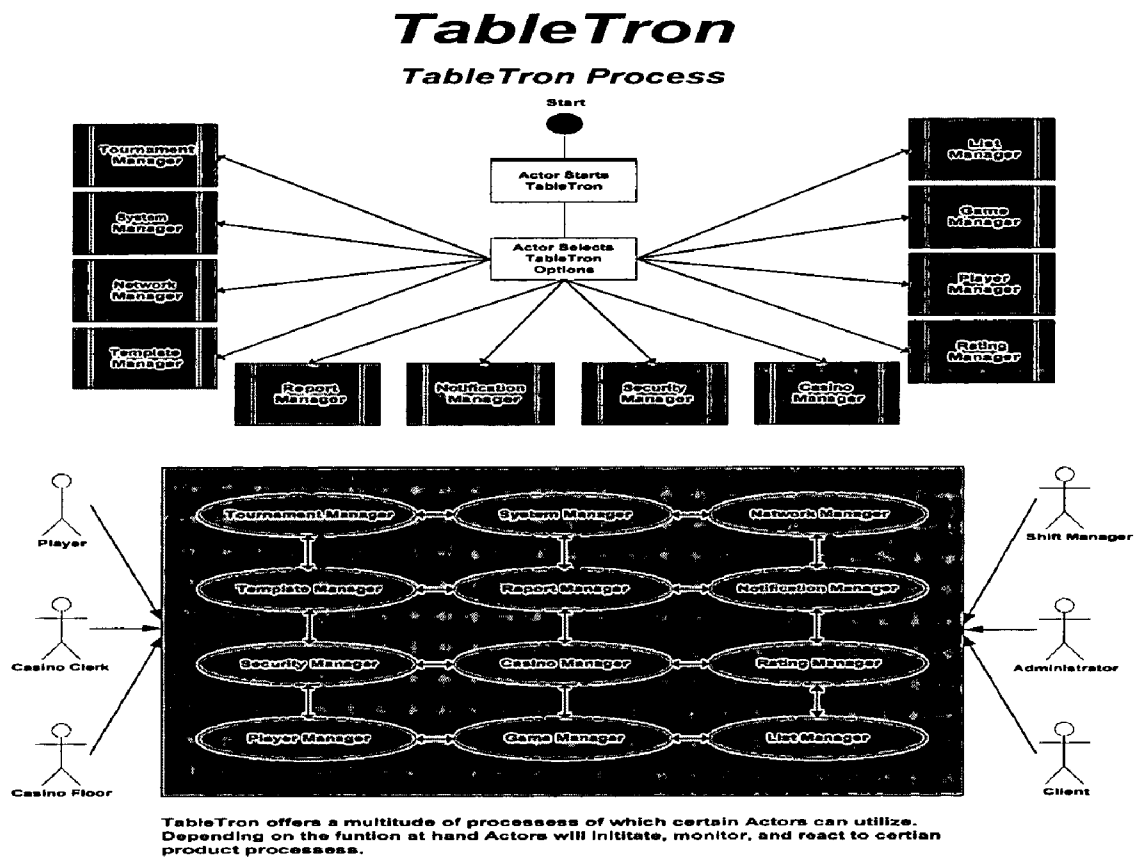 TableTron
TableTron Process
Start
Actor Starts
TableTron
Actor Selects
TableTron
Options
Tournament
Manager
System
Manager
Network
Manager
Template
Manager
Report
Manager
Notification
Manager
Security
Manager
Casino
Manager
List
Manager
Game
Manager
Player
Manager
Rating
Manager
Player
Casino Clerk
Casino Floor
Tournament Manager
System Manager
Network Manager
Template Manager
Report Manager
Notification Manager
Security Manager
Casino Manager
Rating Manager
Player Manager
Game Manager
List Manager
Shift Manager
Administrator
Client
TableTron offers a multitude of processess of which certain Actors can utilize.
Depending on the funtion at hand Actors will inititate, monitor, and react to certian
product processess.